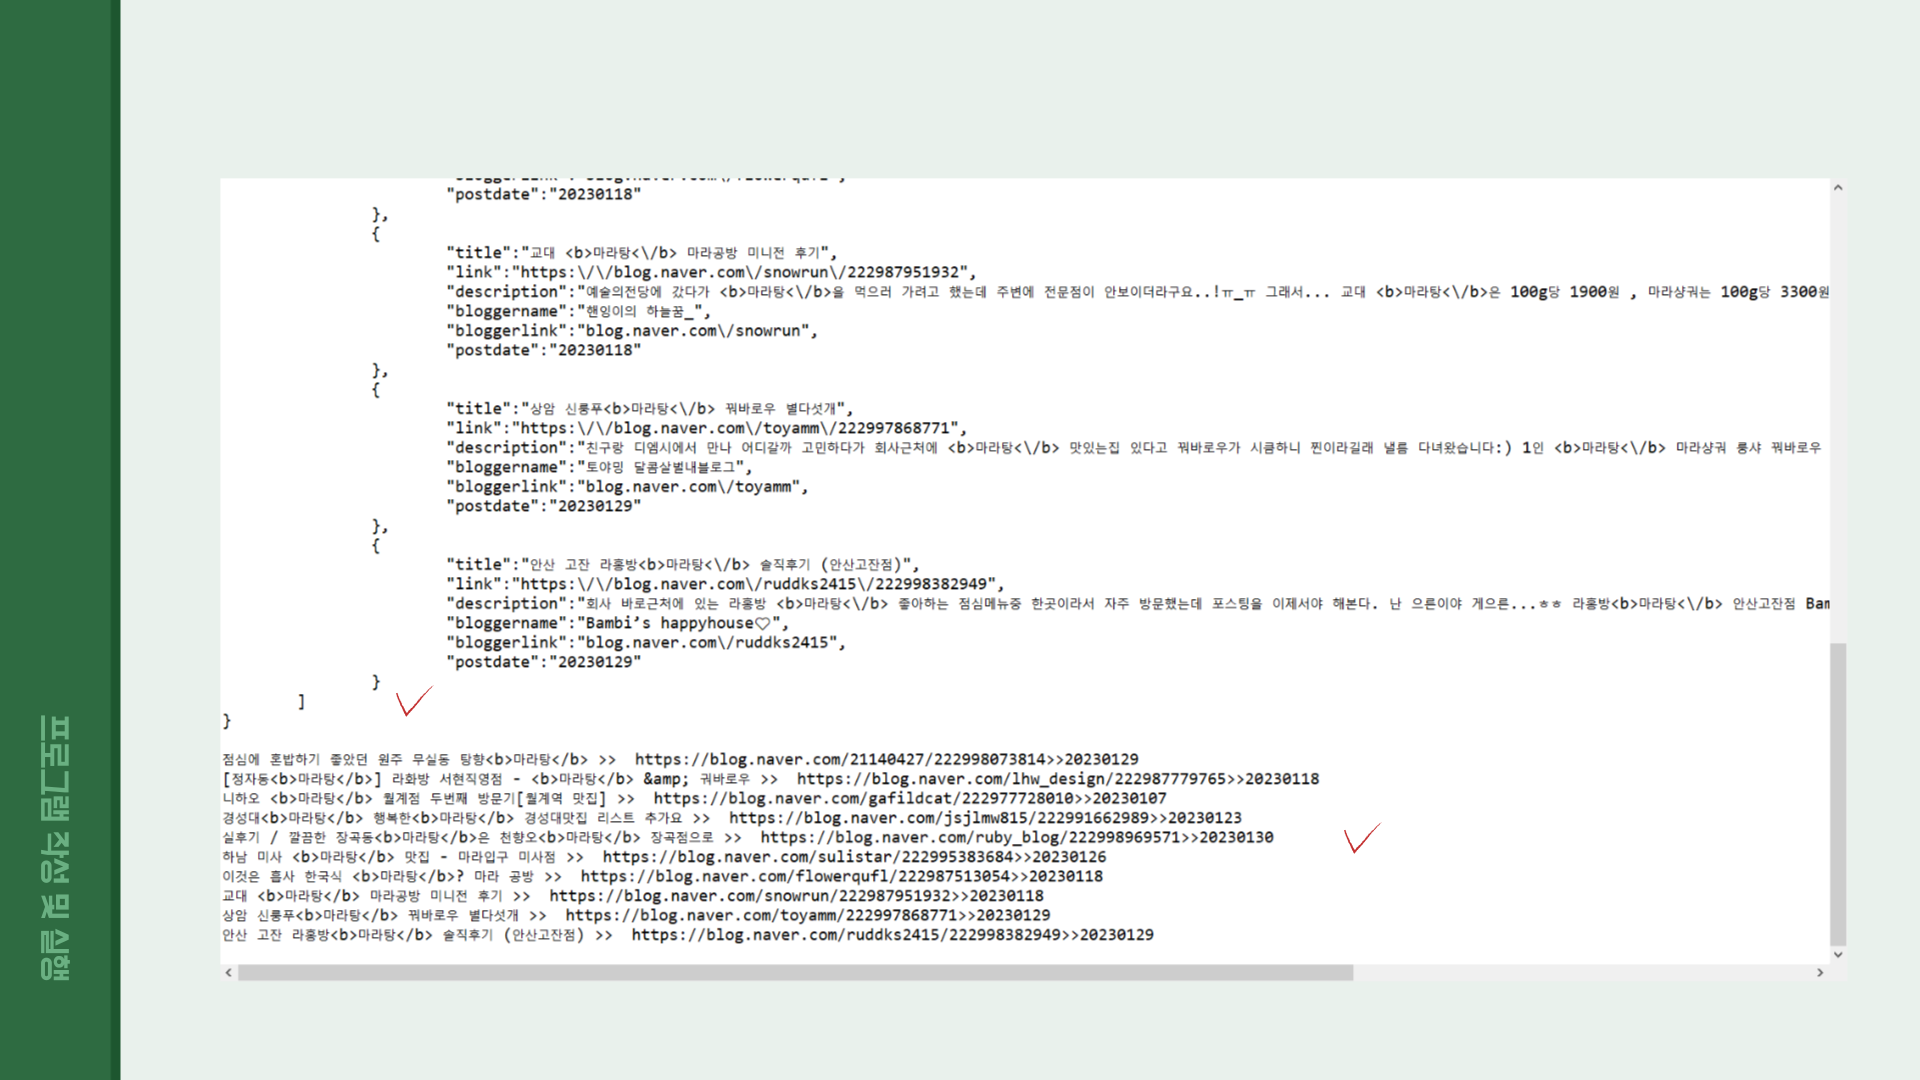 프로그램 작성 및 실행
"postdate":"20230118"
},
{
"title":"교대 <b>마라탕<\/b> 마라공방 미니전 후기",
"link":"https:\/\/blog.naver.com\/snowrun\/222987951932",
"description":"예술의전당에 갔다가 <b>마라탕<\/b>을 먹으러 가려고 했는데 주변에 전문점이 안보이더라구요..!ㅠ_ㅠ 그래서... 교대 <b>마라탕<\/b>은 100g당 1900원 , 마라샹궈는 100g당 3300원
"bloggername":"핸잉이의 하늘꿈_",
"bloggerlink":"blog.naver.com\/snowrun",
"postdate":"20230118"
},
{
"title":"상암 신룽푸<b>마라탕<\/b> 꿔바로우 별다섯개",
"link":"https:\/\/blog.naver.com\/toyamm\/222997868771",
"description":"친구랑 디엠시에서 만나 어디갈까 고민하다가 회사근처에 <b>마라탕<\/b> 맛있는집 있다고 꿔바로우가 시큼하니 찐이라길래 낼름 다녀왔습니다:) 1인 <b>마라탕<\/b> 마라샹궈 룽샤 꿔바로우
"bloggername":"토야밍 달콤살벌내블로그",
"bloggerlink":"blog.naver.com\/toyamm",
"postdate":"20230129"
},
{
"title":"안산 고잔 라홍방<b>마라탕<\/b> 솔직후기 (안산고잔점)",
"link":"https:\/\/blog.naver.com\/ruddks2415\/222998382949",
"description":"회사 바로근처에 있는 라홍방 <b>마라탕<\/b> 좋아하는 점심메뉴중 한곳이라서 자주 방문했는데 포스팅을 이제서야 해본다. 난 으른이야 게으른...ㅎㅎ 라홍방<b>마라탕<\/b> 안산고잔점 Bam
"bloggername":"Bambi’s happyhouse♡",
"bloggerlink":"blog.naver.com\/ruddks2415",
"postdate":"20230129"
}
]
}
점심에 혼밥하기 좋았던 원주 무실동 탕향<b>마라탕</b> >>  https://blog.naver.com/21140427/222998073814>>20230129
[정자동<b>마라탕</b>] 라화방 서현직영점 - <b>마라탕</b> &amp; 꿔바로우 >>  https://blog.naver.com/lhw_design/222987779765>>20230118
니하오 <b>마라탕</b> 월계점 두번째 방문기[월계역 맛집] >>  https://blog.naver.com/gafildcat/222977728010>>20230107
경성대<b>마라탕</b> 행복한<b>마라탕</b> 경성대맛집 리스트 추가요 >>  https://blog.naver.com/jsjlmw815/222991662989>>20230123
실후기 / 깔끔한 장곡동<b>마라탕</b>은 천향오<b>마라탕</b> 장곡점으로 >>  https://blog.naver.com/ruby_blog/222998969571>>20230130
하남 미사 <b>마라탕</b> 맛집 - 마라입구 미사점 >>  https://blog.naver.com/sulistar/222995383684>>20230126
이것은 흡사 한국식 <b>마라탕</b>? 마라 공방 >>  https://blog.naver.com/flowerqufl/222987513054>>20230118
교대 <b>마라탕</b> 마라공방 미니전 후기 >>  https://blog.naver.com/snowrun/222987951932>>20230118
상암 신룽푸<b>마라탕</b> 꿔바로우 별다섯개 >>  https://blog.naver.com/toyamm/222997868771>>20230129
안산 고잔 라홍방<b>마라탕</b> 솔직후기 (안산고잔점) >>  https://blog.naver.com/ruddks2415/222998382949>>20230129